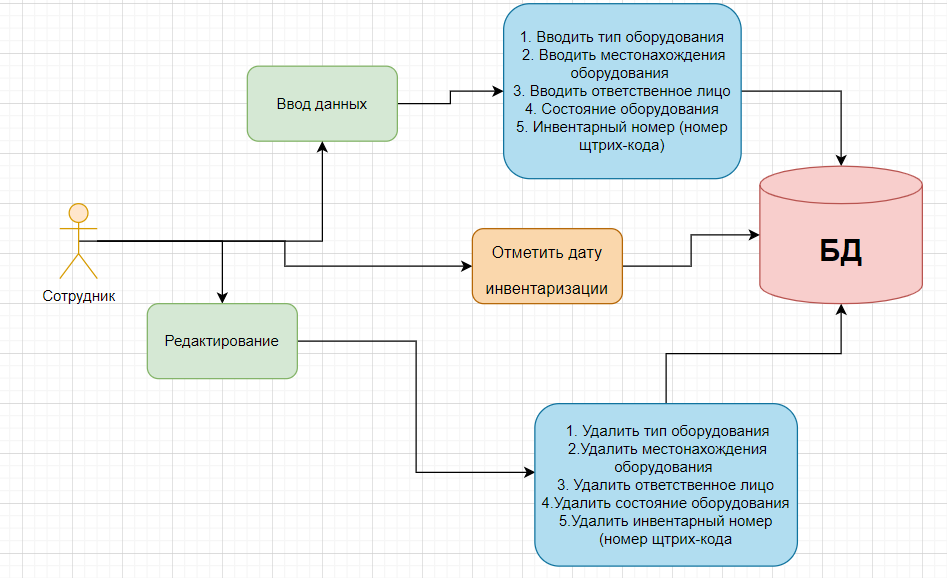 1. Вводить тип оборудования
2. Вводить местонахождения
оборудования
3. Вводить ответственное лицо
4. Состояние оборудования
5. Инвентарный номер (номер
щтрих-кода)
Ввод данных
БД
Отметить дату
инвентаризации
Сотрудник
Редактирование
1. Удалить тип оборудования
2.Удалить местонахождения
оборудования
3. Удалить ответственное лицо
4.Удалить состояние оборудования
5.Удалить инвентарный номер
(номер щтрих-кода